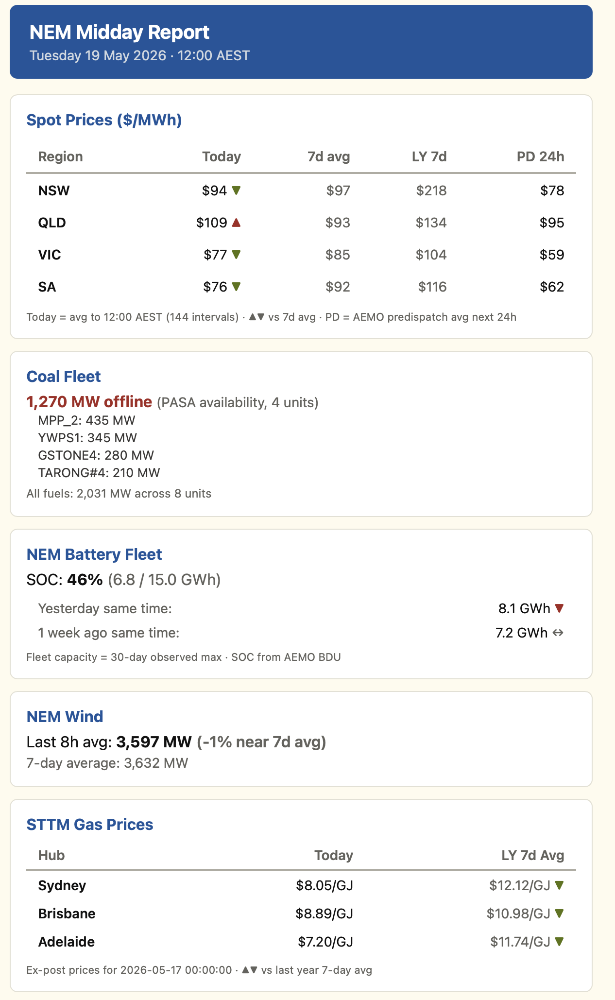 NEM Midday Report
Tuesday 19 May 2026 · 12:00 AEST
Spot Prices ($/MWh)
Region Today 7d avg LY 7d PD 24h
NSW $94 ▼ $97 $218 $78
QLD $109 ▲ $93 $134 $95
VIC $77 ▼ $85 $104 $59
SA $76 ▼ $92 $116 $62
Today = avg to 12:00 AEST (144 intervals) · ▲▼ vs 7d avg · PD = AEMO predispatch avg next 24h
Coal Fleet
1,270 MW offline (PASA availability, 4 units)
MPP_2: 435 MW
YWPS1: 345 MW
GSTONE4: 280 MW
TARONG#4: 210 MW
All fuels: 2,031 MW across 8 units
NEM Battery Fleet
SOC: 46% (6.8 / 15.0 GWh)
Yesterday same time: 8.1 GWh ▼
1 week ago same time: 7.2 GWh ↔
Fleet capacity = 30-day observed max · SOC from AEMO BDU
NEM Wind
Last 8h avg: 3,597 MW (-1% near 7d avg)
7-day average: 3,632 MW
STTM Gas Prices
Hub Today LY 7d Avg
Sydney $8.05/GJ $12.12/GJ ▼
Brisbane $8.89/GJ $10.98/GJ ▼
Adelaide $7.20/GJ $11.74/GJ ▼
Ex-post prices for 2026-05-17 00:00:00 · ▲▼ vs last year 7-day avg